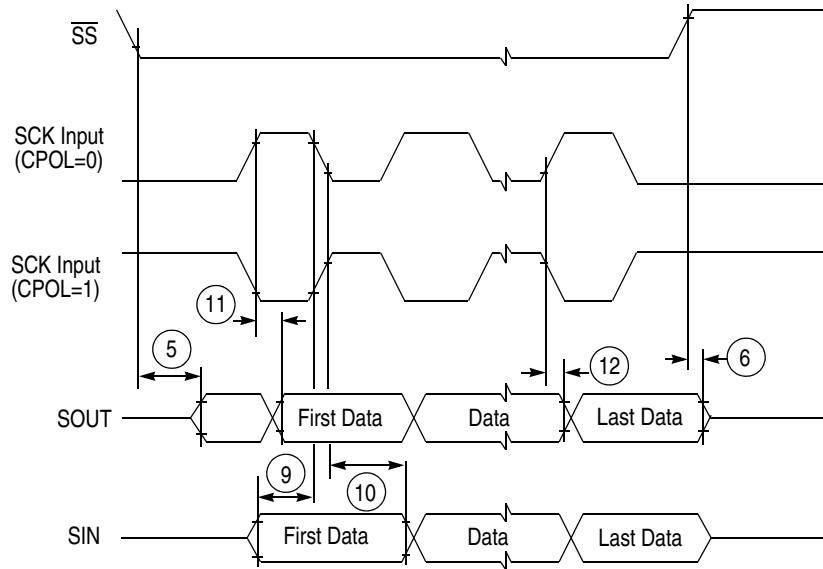 SS
SCK Input
(CPOL=0)
SCK Input
(CPOL=1)
11
5
12
6
SOUT
First Data
Data
Last Data
9
10
SIN
First Data
Data
Last Data